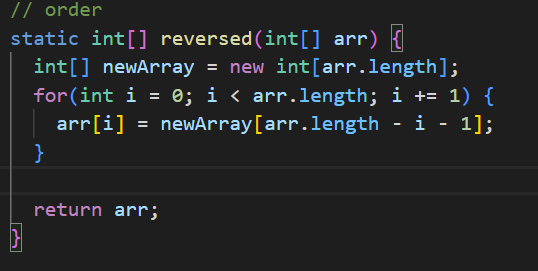 // order
static int[] reversed(int[] arr) {
  int[] newArray = new int[arr.length];
  for(int i = 0; i < arr.length; i += 1) {
    arr[i] = newArray[arr.length - i - 1];
  }

  return arr;
}